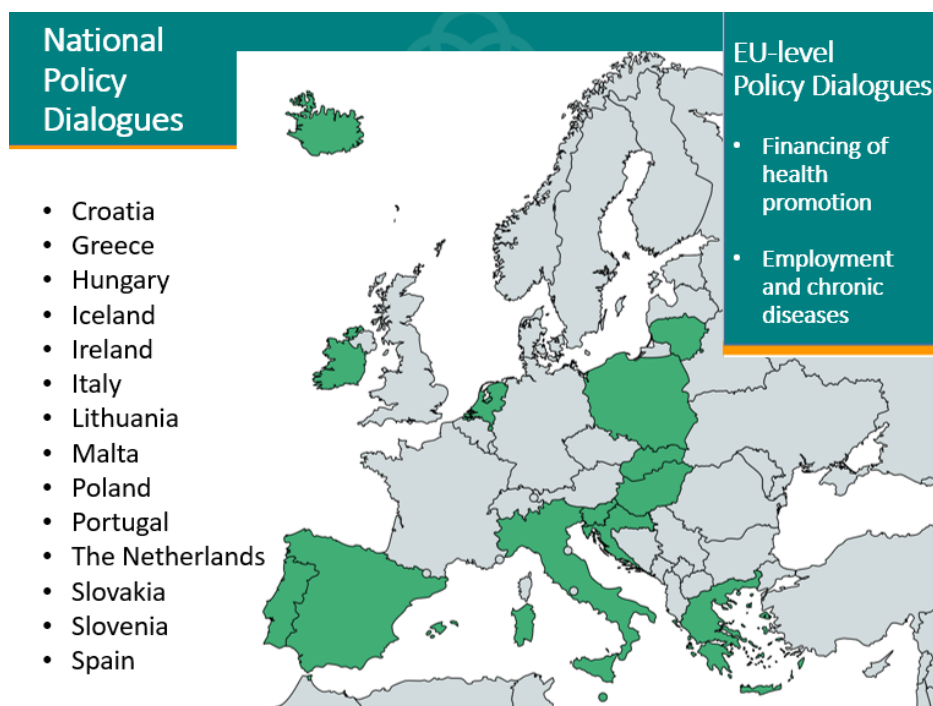 National
Policy
Dialogues
• Croatia
• Greece
• Hungary
• Iceland
• Ireland
• Italy
• Lithuania
• Malta
• Poland
• Portugal
• The Netherlands
• Slovakia
• Slovenia
• Spain
EU-level
Policy Dialogues
• Financing of
health
promotion
• Employment
and chronic
diseases